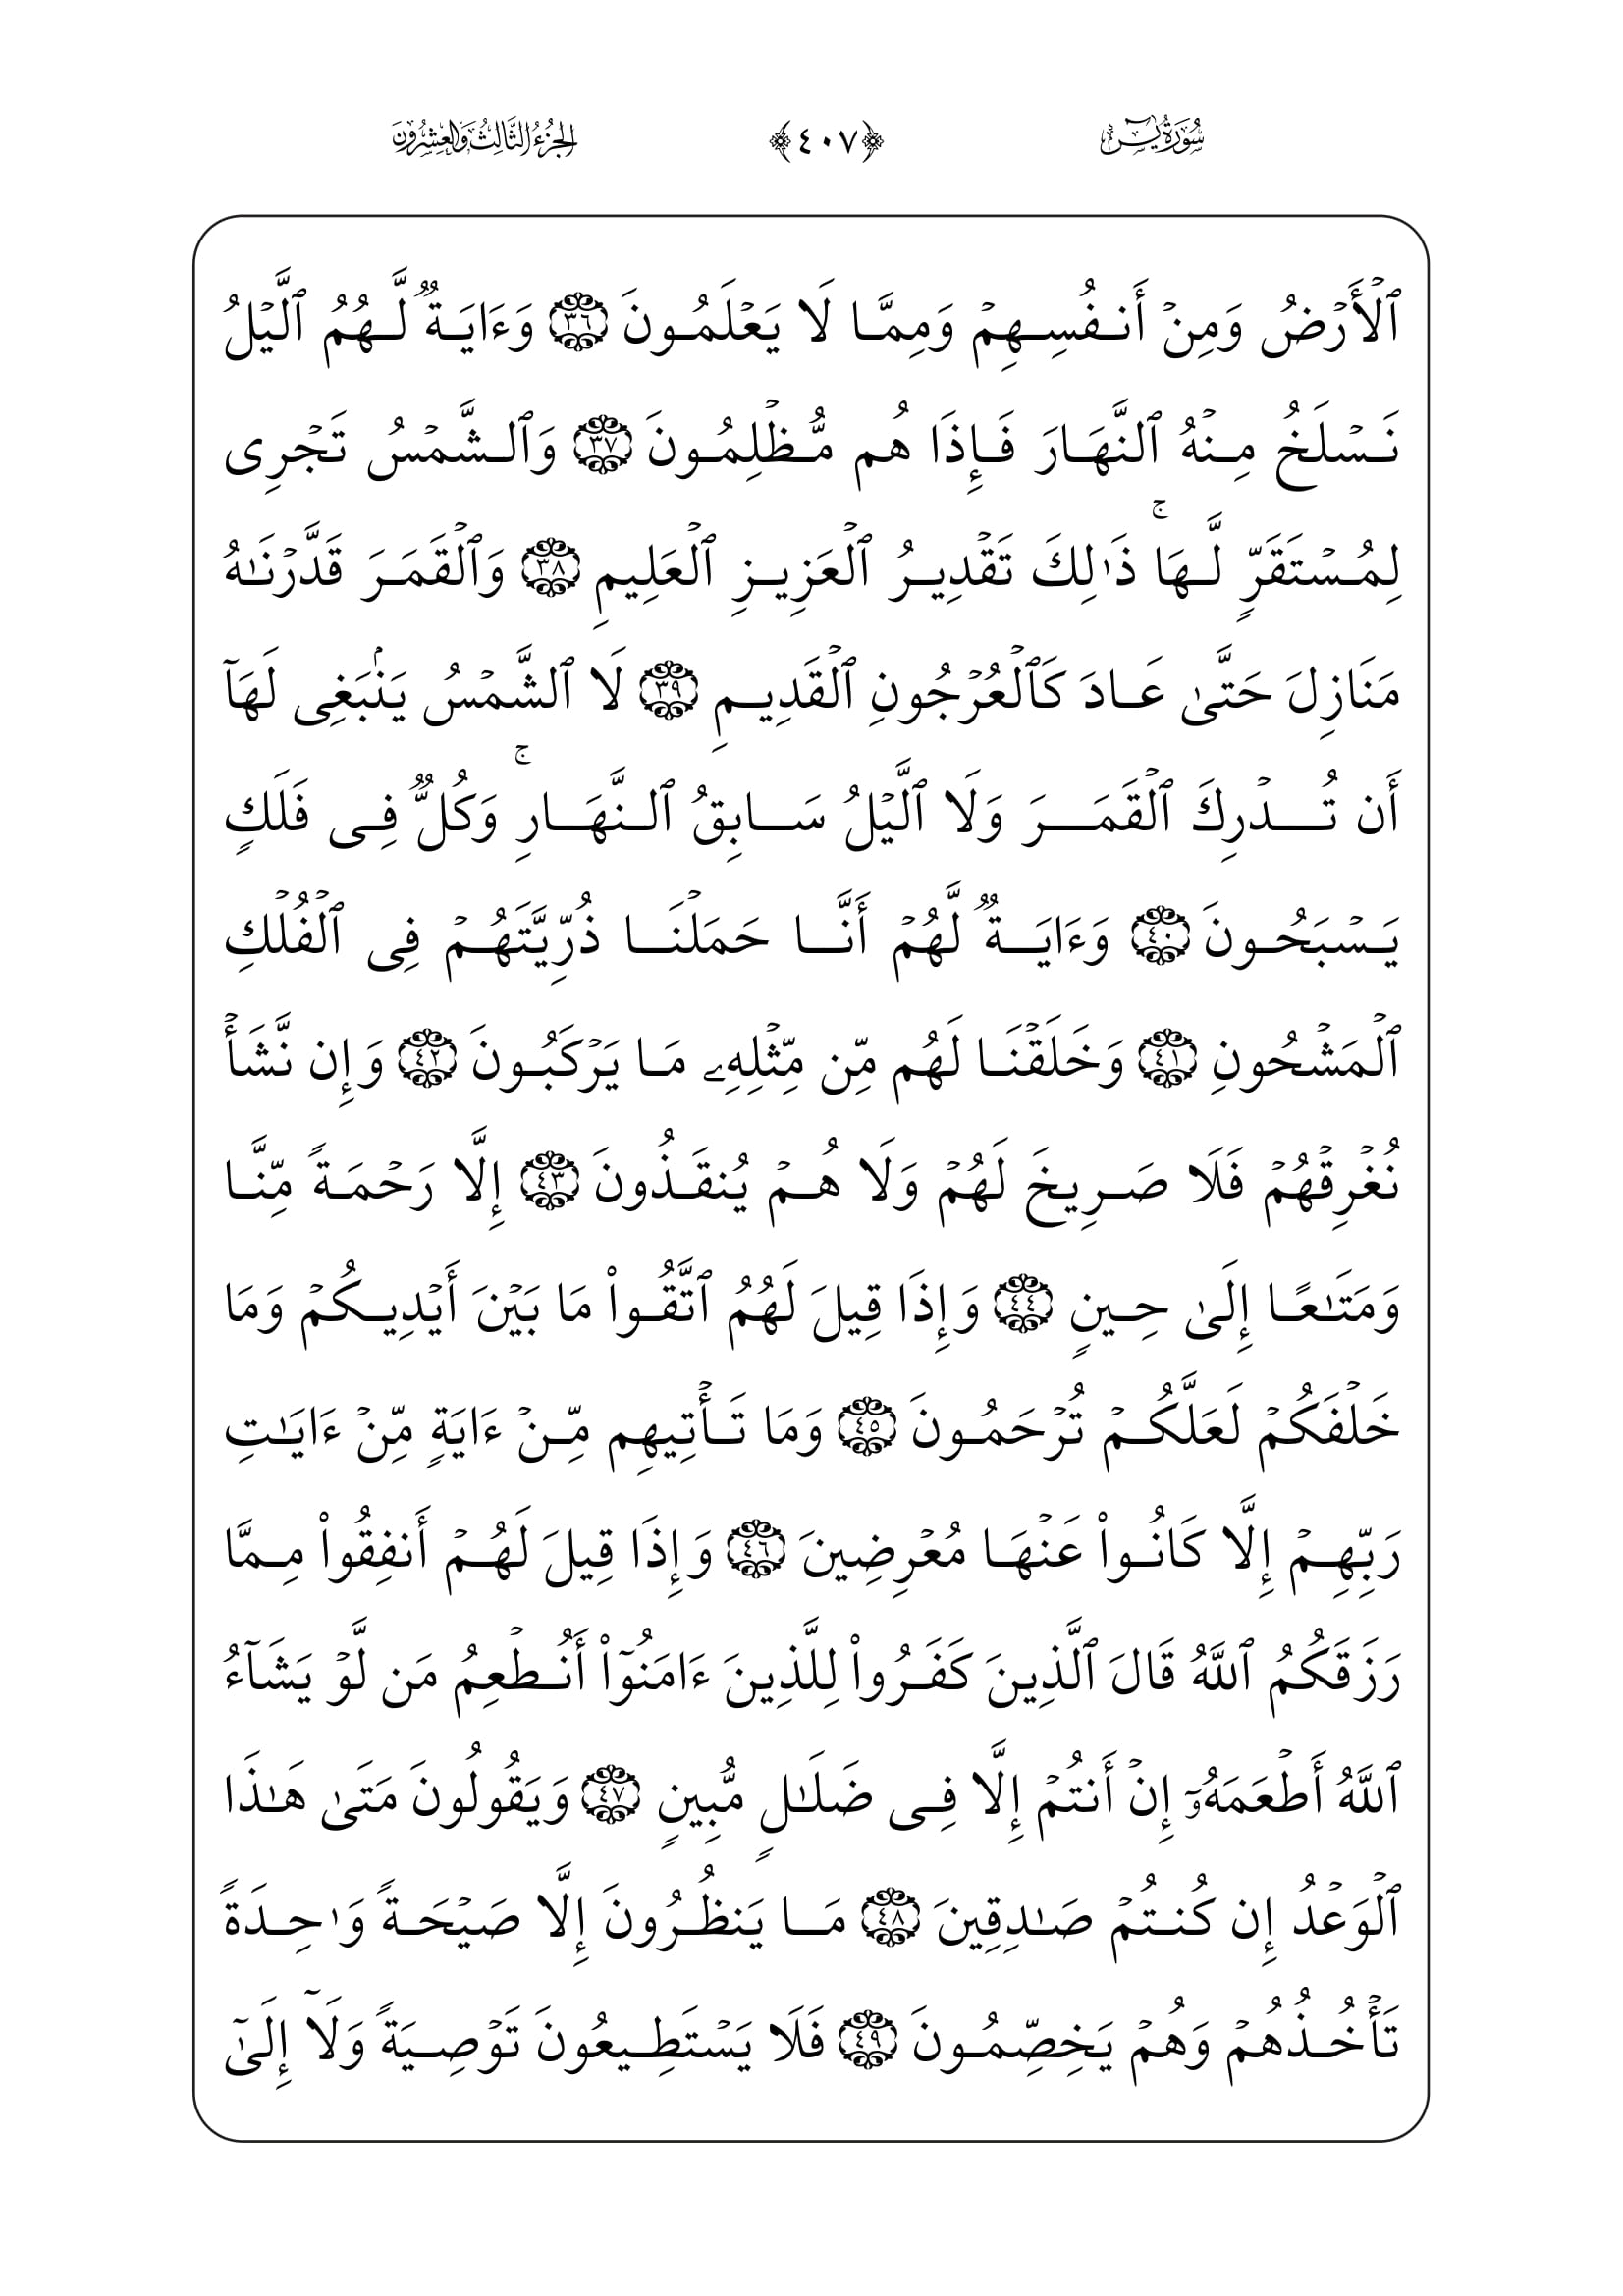 سُورَةُ يسٓ ﴿٤٠٧﴾ الجُزْءُ الثَّالِثُ وَالعِشْرُونَ
ٱلْأَرْضُ وَمِنْ أَنفُسِهِمْ وَمِمَّا لَا يَعْلَمُونَ ٣٦ وَءَايَةٌ لَّهُمُ ٱلَّيْلُ
نَسْلَخُ مِنْهُ ٱلنَّهَارَ فَإِذَا هُم مُّظْلِمُونَ ٣٧ وَٱلشَّمْسُ تَجْرِى
لِمُسْتَقَرٍّ لَّهَا ۚ ذَٰلِكَ تَقْدِيرُ ٱلْعَزِيزِ ٱلْعَلِيمِ ٣٨ وَٱلْقَمَرَ قَدَّرْنَـٰهُ
مَنَازِلَ حَتَّىٰ عَادَ كَٱلْعُرْجُونِ ٱلْقَدِيمِ ٣٩ لَا ٱلشَّمْسُ يَنۢبَغِى لَهَآ
أَن تُدْرِكَ ٱلْقَمَرَ وَلَا ٱلَّيْلُ سَابِقُ ٱلنَّهَارِ ۚ وَكُلٌّ فِى فَلَكٍ
يَسْبَحُونَ ٤٠ وَءَايَةٌ لَّهُمْ أَنَّا حَمَلْنَا ذُرِّيَّتَهُمْ فِى ٱلْفُلْكِ
ٱلْمَشْحُونِ ٤١ وَخَلَقْنَا لَهُم مِّن مِّثْلِهِۦ مَا يَرْكَبُونَ ٤٢ وَإِن نَّشَأْ
نُغْرِقْهُمْ فَلَا صَرِيخَ لَهُمْ وَلَا هُمْ يُنقَذُونَ ٤٣ إِلَّا رَحْمَةً مِّنَّا
وَمَتَـٰعًا إِلَىٰ حِينٍ ٤٤ وَإِذَا قِيلَ لَهُمُ ٱتَّقُوا۟ مَا بَيْنَ أَيْدِيكُمْ وَمَا
خَلْفَكُمْ لَعَلَّكُمْ تُرْحَمُونَ ٤٥ وَمَا تَأْتِيهِم مِّنْ ءَايَةٍ مِّنْ ءَايَـٰتِ
رَبِّهِمْ إِلَّا كَانُوا۟ عَنْهَا مُعْرِضِينَ ٤٦ وَإِذَا قِيلَ لَهُمْ أَنفِقُوا۟ مِمَّا
رَزَقَكُمُ ٱللَّهُ قَالَ ٱلَّذِينَ كَفَرُوا۟ لِلَّذِينَ ءَامَنُوٓا۟ أَنُطْعِمُ مَن لَّوْ يَشَآءُ
ٱللَّهُ أَطْعَمَهُۥٓ إِنْ أَنتُمْ إِلَّا فِى ضَلَـٰلٍ مُّبِينٍ ٤٧ وَيَقُولُونَ مَتَىٰ هَـٰذَا
ٱلْوَعْدُ إِن كُنتُمْ صَـٰدِقِينَ ٤٨ مَا يَنظُرُونَ إِلَّا صَيْحَةً وَٰحِدَةً
تَأْخُذُهُمْ وَهُمْ يَخِصِّمُونَ ٤٩ فَلَا يَسْتَطِيعُونَ تَوْصِيَةً وَلَآ إِلَىٰٓ